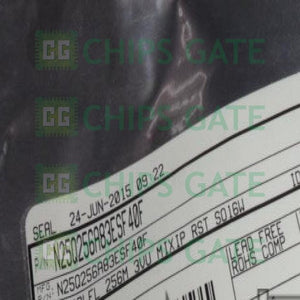 CHIPS GATE
CHIPS GATE
CHIPS GATE
CHIPS GATE
SEAL 24-JUN-2015 09:22
N25Q256A83ESF40F
N25Q256A83ESF40F
256M 3VU MIXIP RST SO16W
LEAD FREE
ROHS COMP